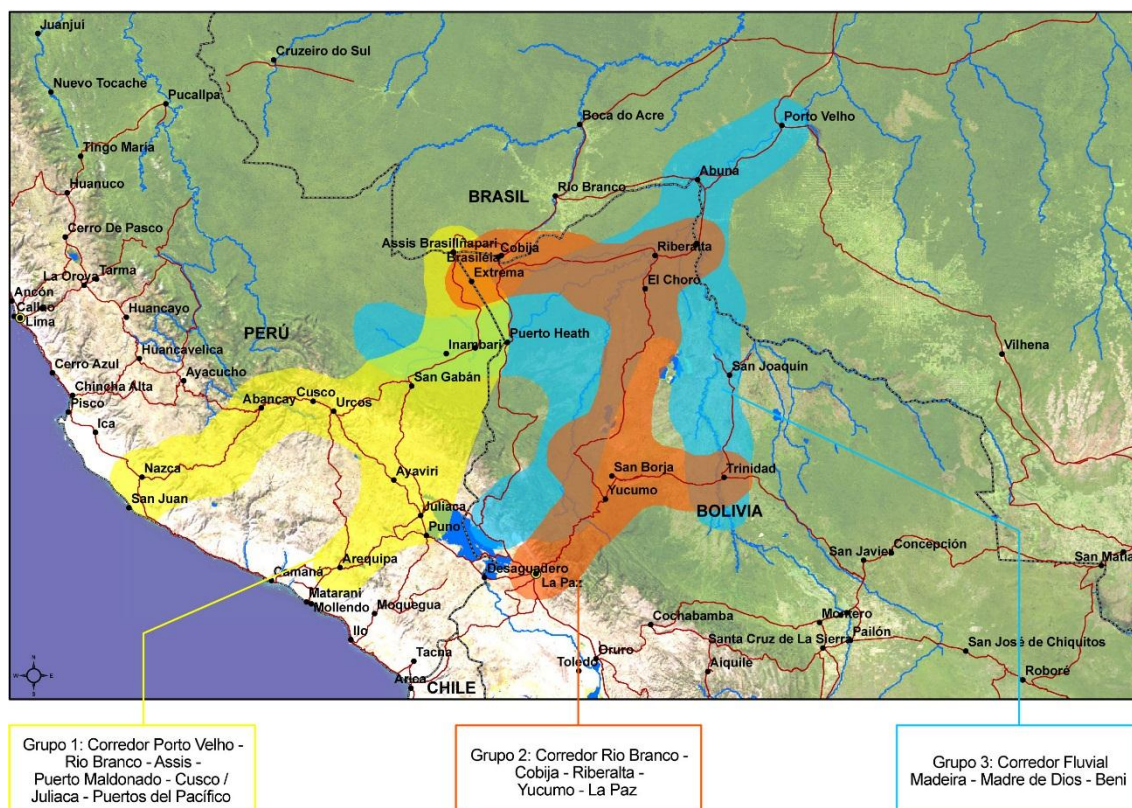 Juanjui
Cruzeiro do Sul
Nuevo Tocache
Pucallpa
Boca do Acre
Porto Velho
Tingo Maria
Huanuco
Abuna
BRASIL
Rio Branco
Cerro De Pasco
Assis Brasil
Iñapari
Cobija
Riberalta
Brasiléia
Tarma
La Oroya
Extrema
El Choro
Ancón
Callao
Lima
Huancayo
PERÚ
Puerto Heath
Inambari
Vilhena
Huancavelica
Cerro Azul
Ayacucho
San Gabán
San Joaquín
Chincha Alta
Cusco
Abancay
Urcos
Pisco
Ica
Nazca
Ayaviri
San Borja
Trinidad
Yucumo
San Juan
Juliaca
BOLIVIA
Puno
Concepción
San Javier
San Matia
Arequipa
Desaguadero
Camaná
La Paz
Matarani
Mollendo
Moquegua
Cochabamba
Montero
Ilo
Santa Cruz de La Sierra
Pailón
San José de Chiquitos
Tacna
Oruro
Toledo
Aiquile
Roboré
Arica
CHILE
N
W E
S
Grupo 1: Corredor Porto Velho -
Rio Branco - Assis -
Puerto Maldonado - Cusco /
Juliaca - Puertos del Pacífico
Grupo 2: Corredor Rio Branco -
Cobija - Riberalta -
Yucumo - La Paz
Grupo 3: Corredor Fluvial
Madeira - Madre de Dios - Beni